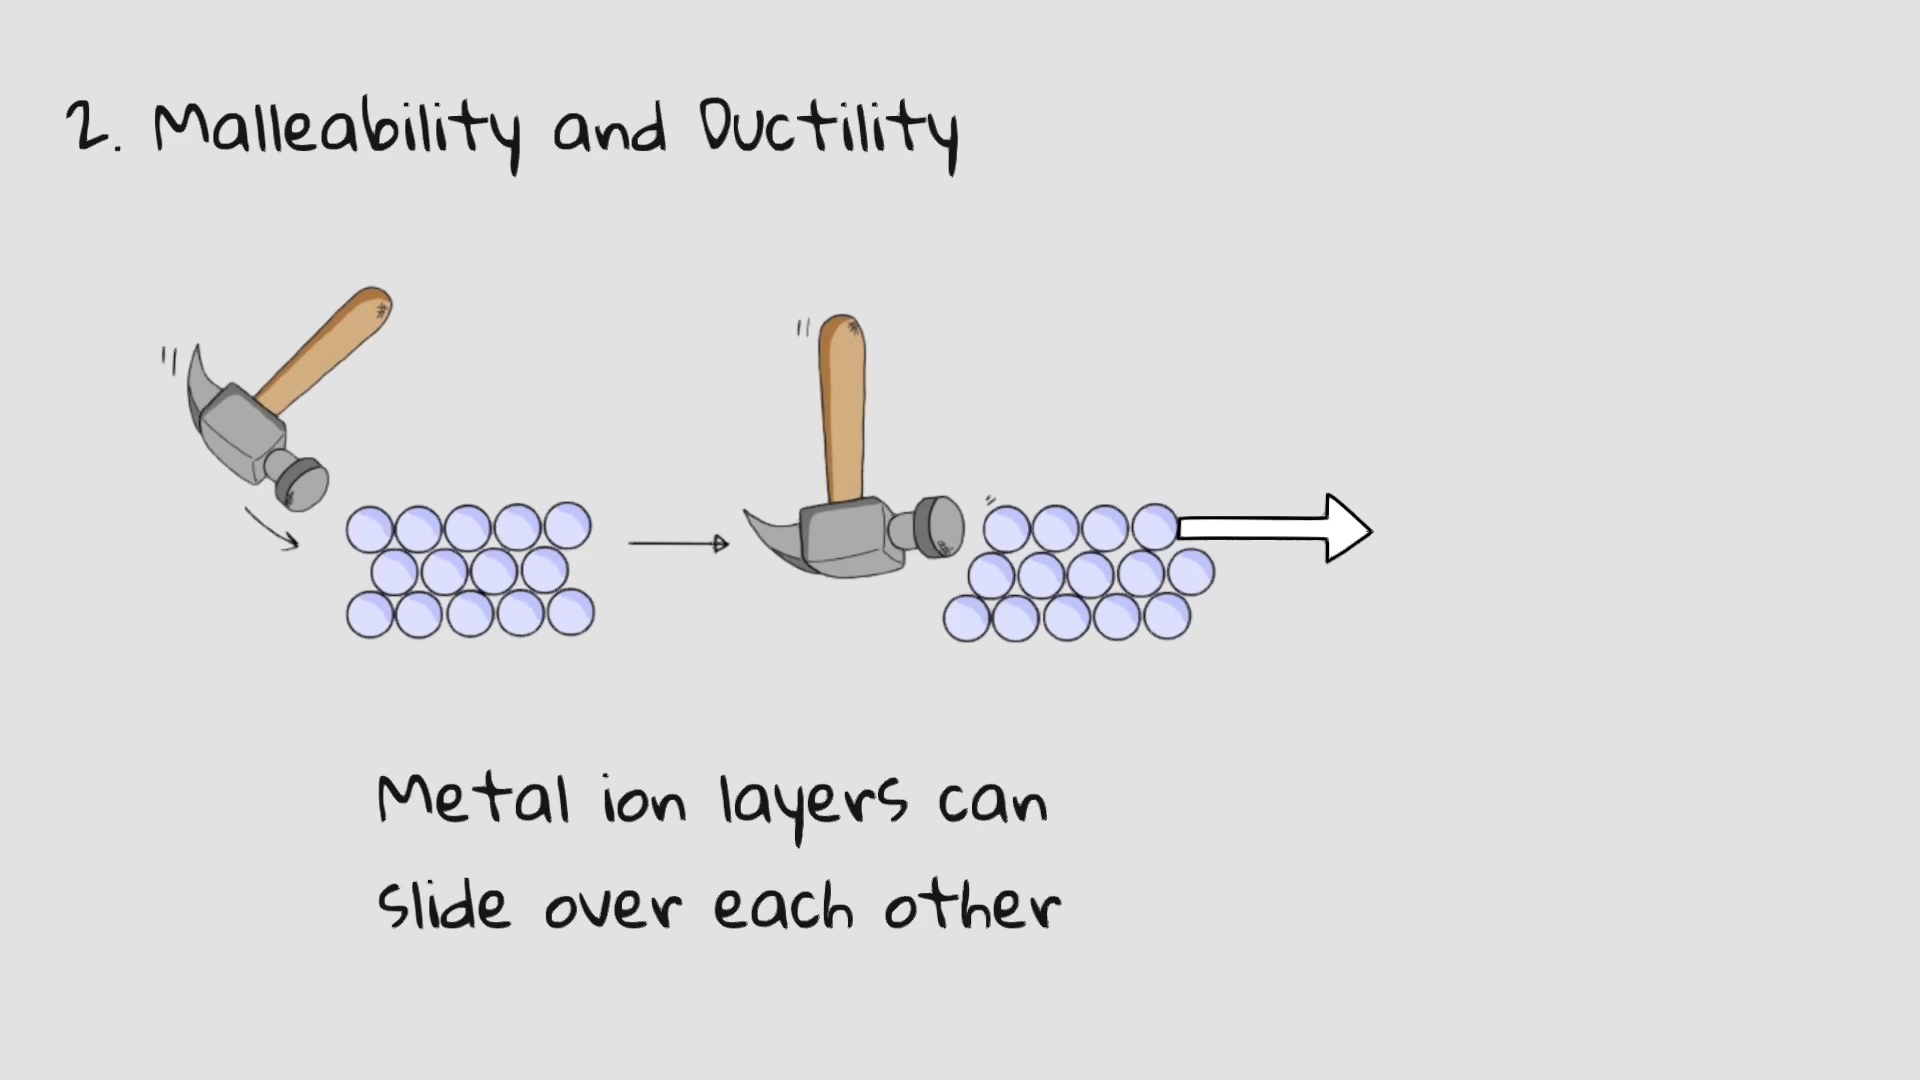 2. Malleability and Ductility
Metal ion layers can
slide over each other